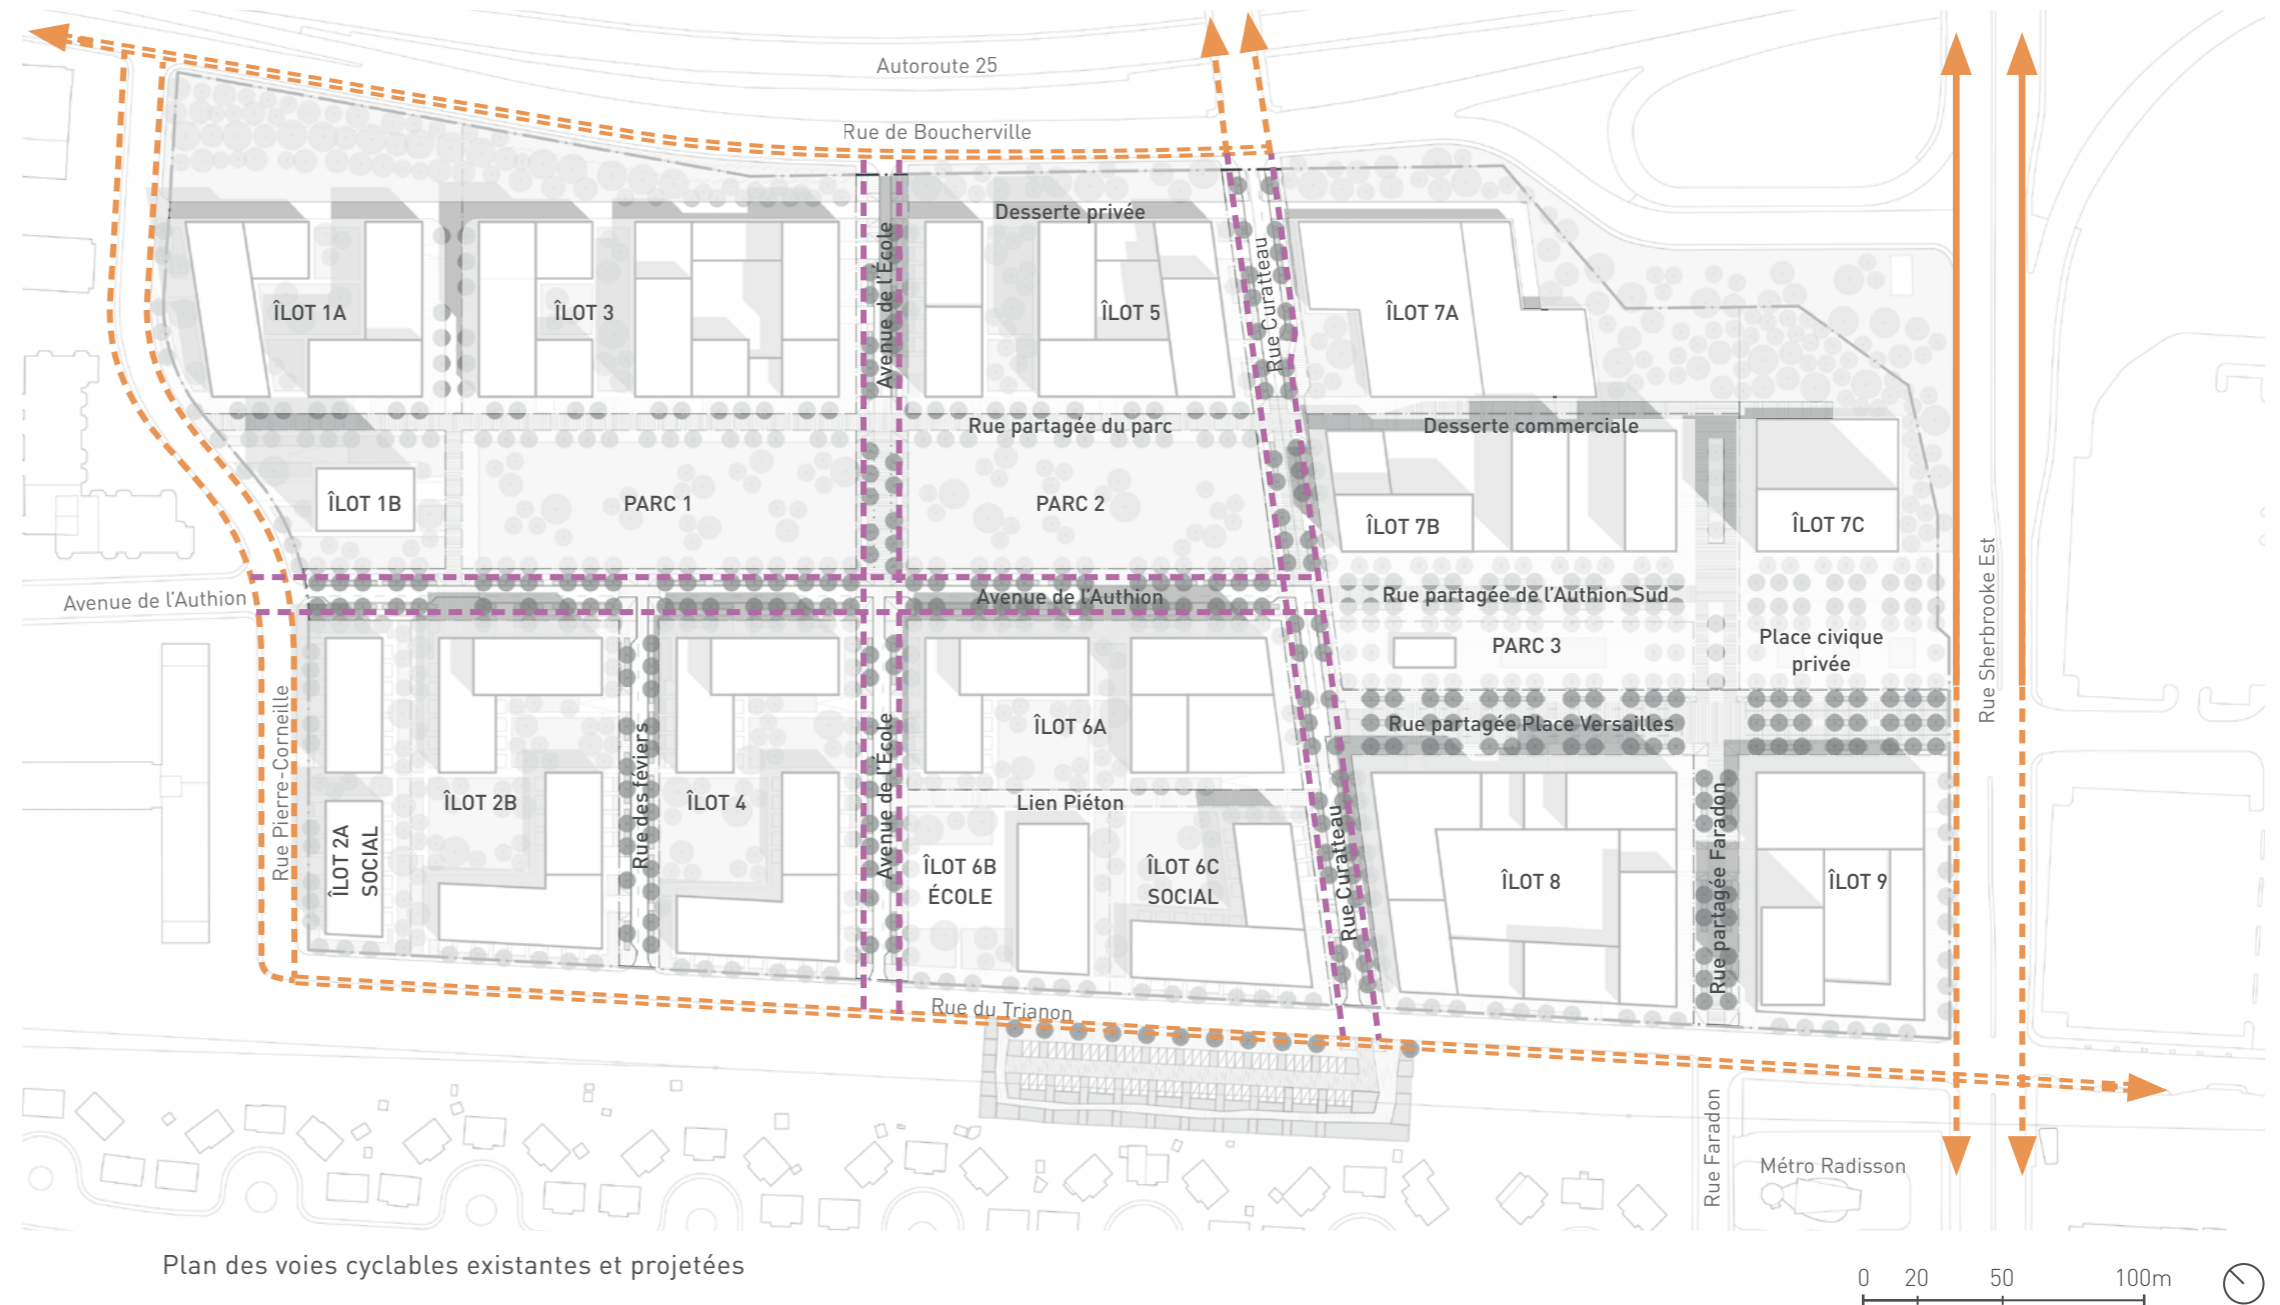 Autoroute 25
Rue de Boucherville
Desserte privée
Avenue de l'École
Rue Curatteau
ÎLOT 1A
ÎLOT 3
ÎLOT 5
ÎLOT 7A
Rue partagée du parc
Desserte commerciale
ÎLOT 1B
PARC 1
PARC 2
ÎLOT 7B
ÎLOT 7C
Avenue de l'Authion
Avenue de l'Authion
Rue partagée de l'Authion Sud
PARC 3
Place civique
privée
Rue Sherbrooke Est
Rue Pierre-Corneille
Rue des féviers
Avenue de l'École
ÎLOT 6A
Rue partagée Place Versailles
ÎLOT 2A
SOCIAL
ÎLOT 2B
ÎLOT 4
Lien Piéton
ÎLOT 6B
ÉCOLE
ÎLOT 6C
SOCIAL
Rue Curatteau
ÎLOT 8
Rue partagée Faradon
ÎLOT 9
Rue du Trianon
Rue Faradon
Métro Radisson
Plan des voies cyclables existantes et projetées
0 20 50 100m